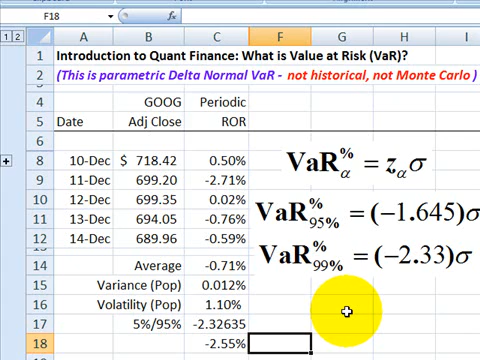 F18 fx
1 2 A B C D E F G H
1 Introduction to Quant Finance: What is Value at Risk (VaR)?
2 (This is parametric Delta Normal VaR - not historical, not Monte Carlo)
4 GOOG Periodic
5 Date Adj Close ROR
6
8 10-Dec $ 718.42 0.50%
9 11-Dec 699.20 -2.71%
10 12-Dec 699.35 0.02%
11 13-Dec 694.05 -0.76%
12 14-Dec 689.96 -0.59%
14 Average -0.71%
15 Variance (Pop) 0.012%
16 Volatility (Pop) 1.10%
17 5%/95% -2.32635
18 -2.55%
VaR%α = zασ
VaR%95% = (−1.645)σ
VaR%99% = (−2.33)σ